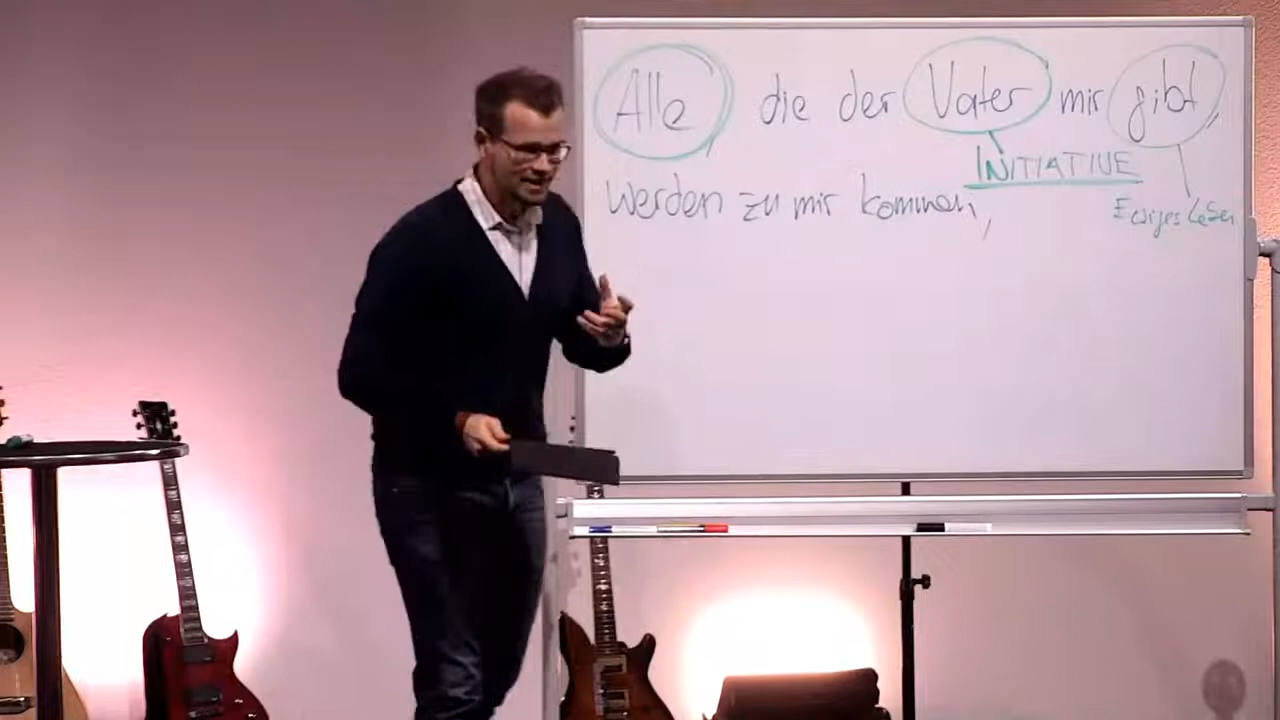 Alle die der Vater mir gibt,
INITIATIVE
werden zu mir kommen,
Ewiges Leben